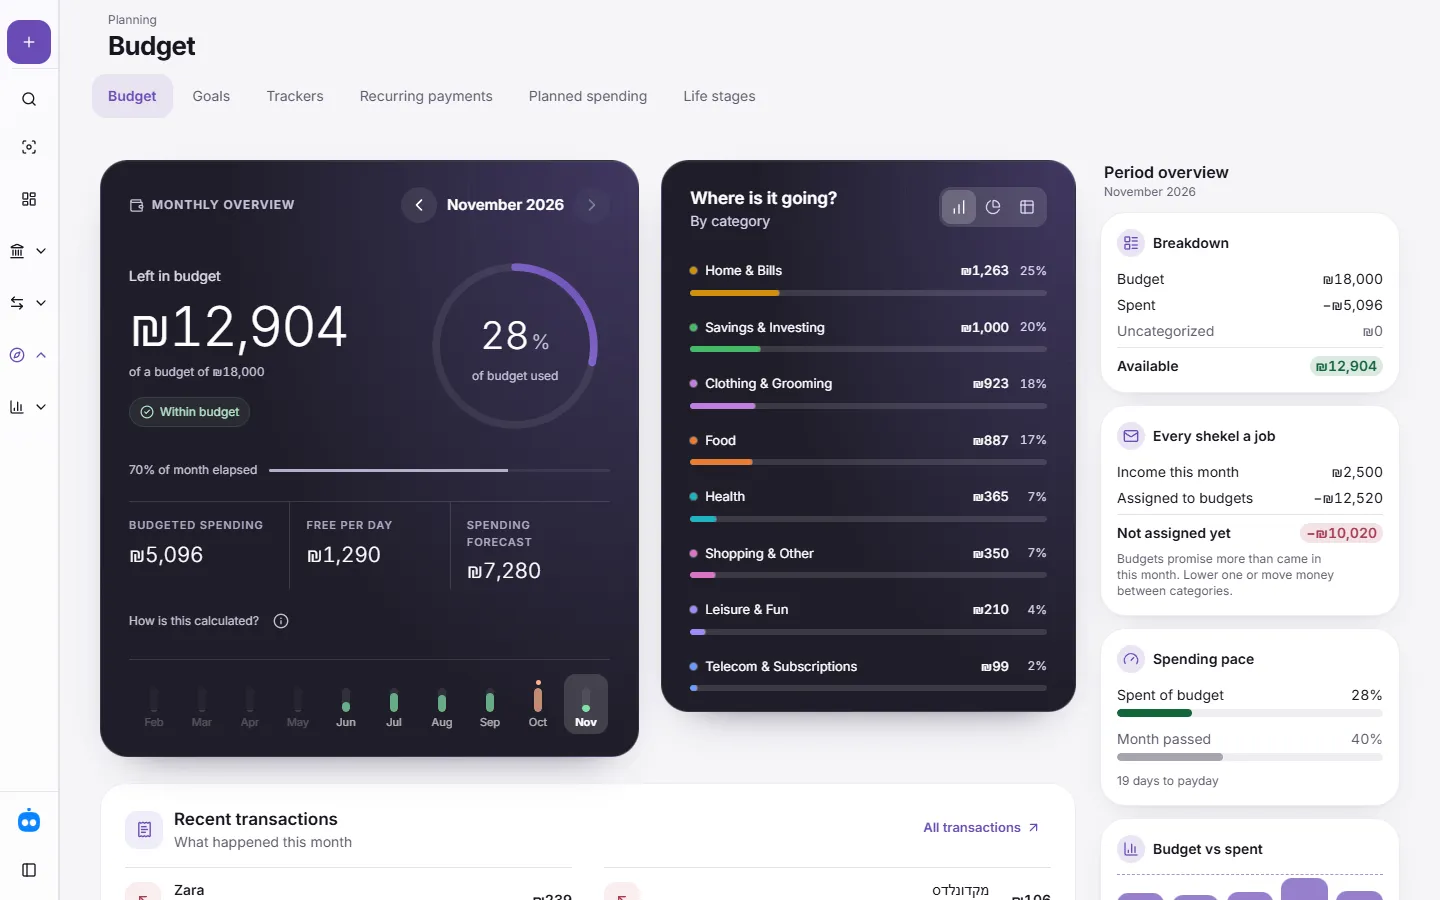 Planning
Budget
Budget
Goals
Trackers
Recurring payments
Planned spending
Life stages
MONTHLY OVERVIEW
November 2026
Left in budget
₪12,904
of a budget of ₪18,000
Within budget
28%
of budget used
70% of month elapsed
BUDGETED SPENDING
₪5,096
FREE PER DAY
₪1,290
SPENDING
FORECAST
₪7,280
How is this calculated?
Feb
Mar
Apr
May
Jun
Jul
Aug
Sep
Oct
Nov
Where is it going?
By category
Home & Bills ₪1,263 25%
Savings & Investing ₪1,000 20%
Clothing & Grooming ₪923 18%
Food ₪887 17%
Health ₪365 7%
Shopping & Other ₪350 7%
Leisure & Fun ₪210 4%
Telecom & Subscriptions ₪99 2%
Period overview
November 2026
Breakdown
Budget ₪18,000
Spent −₪5,096
Uncategorized ₪0
Available ₪12,904
Every shekel a job
Income this month ₪2,500
Assigned to budgets −₪12,520
Not assigned yet −₪10,020
Budgets promise more than came in
this month. Lower one or move money
between categories.
Spending pace
Spent of budget 28%
Month passed 40%
19 days to payday
Budget vs spent
Recent transactions
What happened this month
All transactions
Zara
₪239
מקדונלדס
₪106